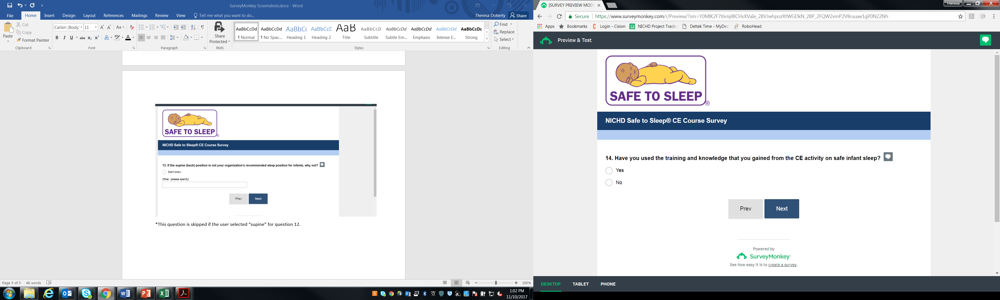 SurveyMonkey Screenshots.docx - Word
File Home Insert Design Layout References Mailings Review View Tell me what you want to do... Theresa Doherty Share
Paste
Cut
Copy
Format Painter
Clipboard
Calibri (Body) 11
Aa
B I U abc X₂ X² A A
Font
Paragraph
Share
Protected
RMS
AaBbCcDd AaBbCcDd AaBbCc AaBbCcD AaB AaBbCcD AaBbCcDd AaBbCcDd AaBbCcDd AaBbCcDc
¶ Normal ¶ No Spac... Heading 1 Heading 2 Title Subtitle Subtle Em... Emphasis Intense E... Strong
Styles
Find
Replace
Select
Editing
SAFE TO SLEEP®
NICHD Safe to Sleep® CE Course Survey
13. If the supine (back) position is not your organization's recommended sleep position for infants, why not?
Don't know
Other (please specify)
Prev Next
*This question is skipped if the user selected “supine” for question 12.
Page 5 of 5 48 words
100%
1:02 PM
11/10/2017
[SURVEY PREVIEW MODE
Theresa
Secure https://www.surveymonkey.com/r/Preview/?sm=
Apps Bookmarks Login - Cision NICHD Project Tracke Deltek Time - MyDes RoboHead
Preview & Test
SAFE TO SLEEP®
NICHD Safe to Sleep® CE Course Survey
14. Have you used the training and knowledge that you gained from the CE activity on safe infant sleep?
Yes
No
Prev Next
Powered by
SurveyMonkey
See how easy it is to create a survey.
DESKTOP TABLET PHONE